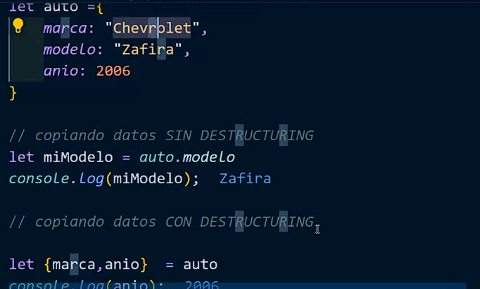 let auto ={
marca: "Chevrolet",
modelo: "Zafira",
anio: 2006
}
// copiando datos SIN DESTRUCTURING
let miModelo = auto.modelo
console.log(miModelo); Zafira
// copiando datos CON DESTRUCTURING
let {marca,anio} = auto
console.log(anio); 2006